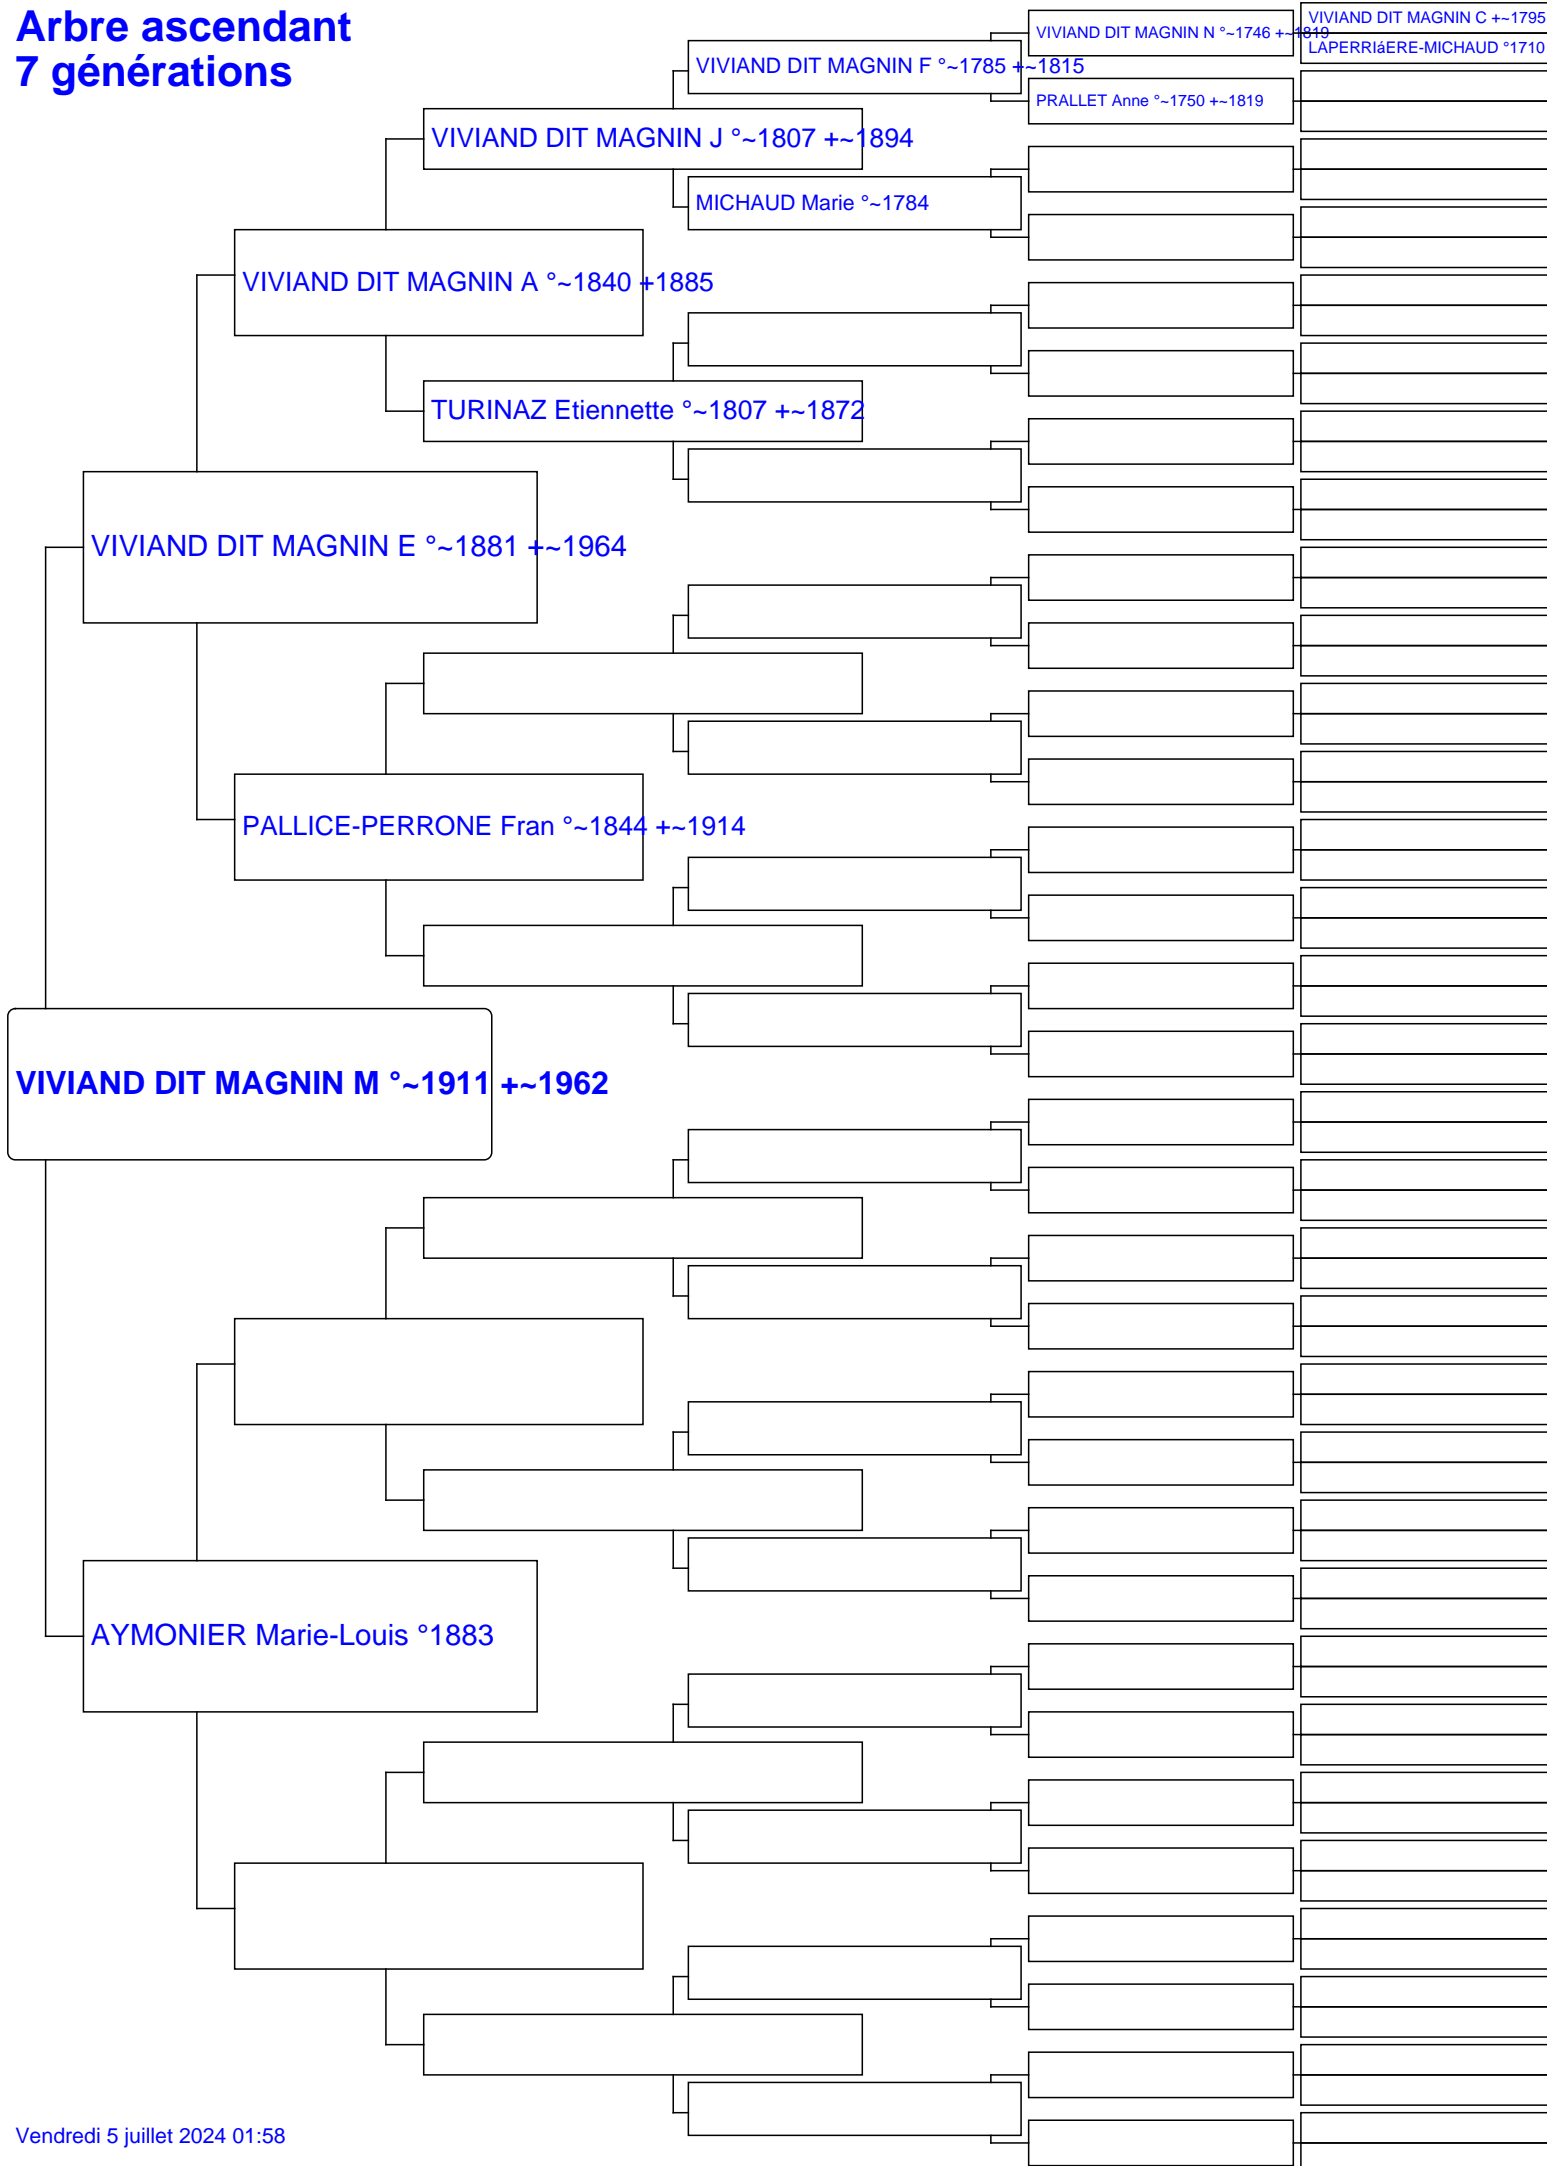 Arbre ascendant
7 générations
VIVIAND DIT MAGNIN C +~1795
VIVIAND DIT MAGNIN N °~1746 +~1819
LAPERRIáERE-MICHAUD °1710
VIVIAND DIT MAGNIN F °~1785 +~1815
PRALLET Anne °~1750 +~1819
VIVIAND DIT MAGNIN J °~1807 +~1894
MICHAUD Marie °~1784
VIVIAND DIT MAGNIN A °~1840 +1885
TURINAZ Etiennette °~1807 +~1872
VIVIAND DIT MAGNIN E °~1881 +~1964
PALLICE-PERRONE Fran °~1844 +~1914
VIVIAND DIT MAGNIN M °~1911 +~1962
AYMONIER Marie-Louis °1883
Vendredi 5 juillet 2024 01:58